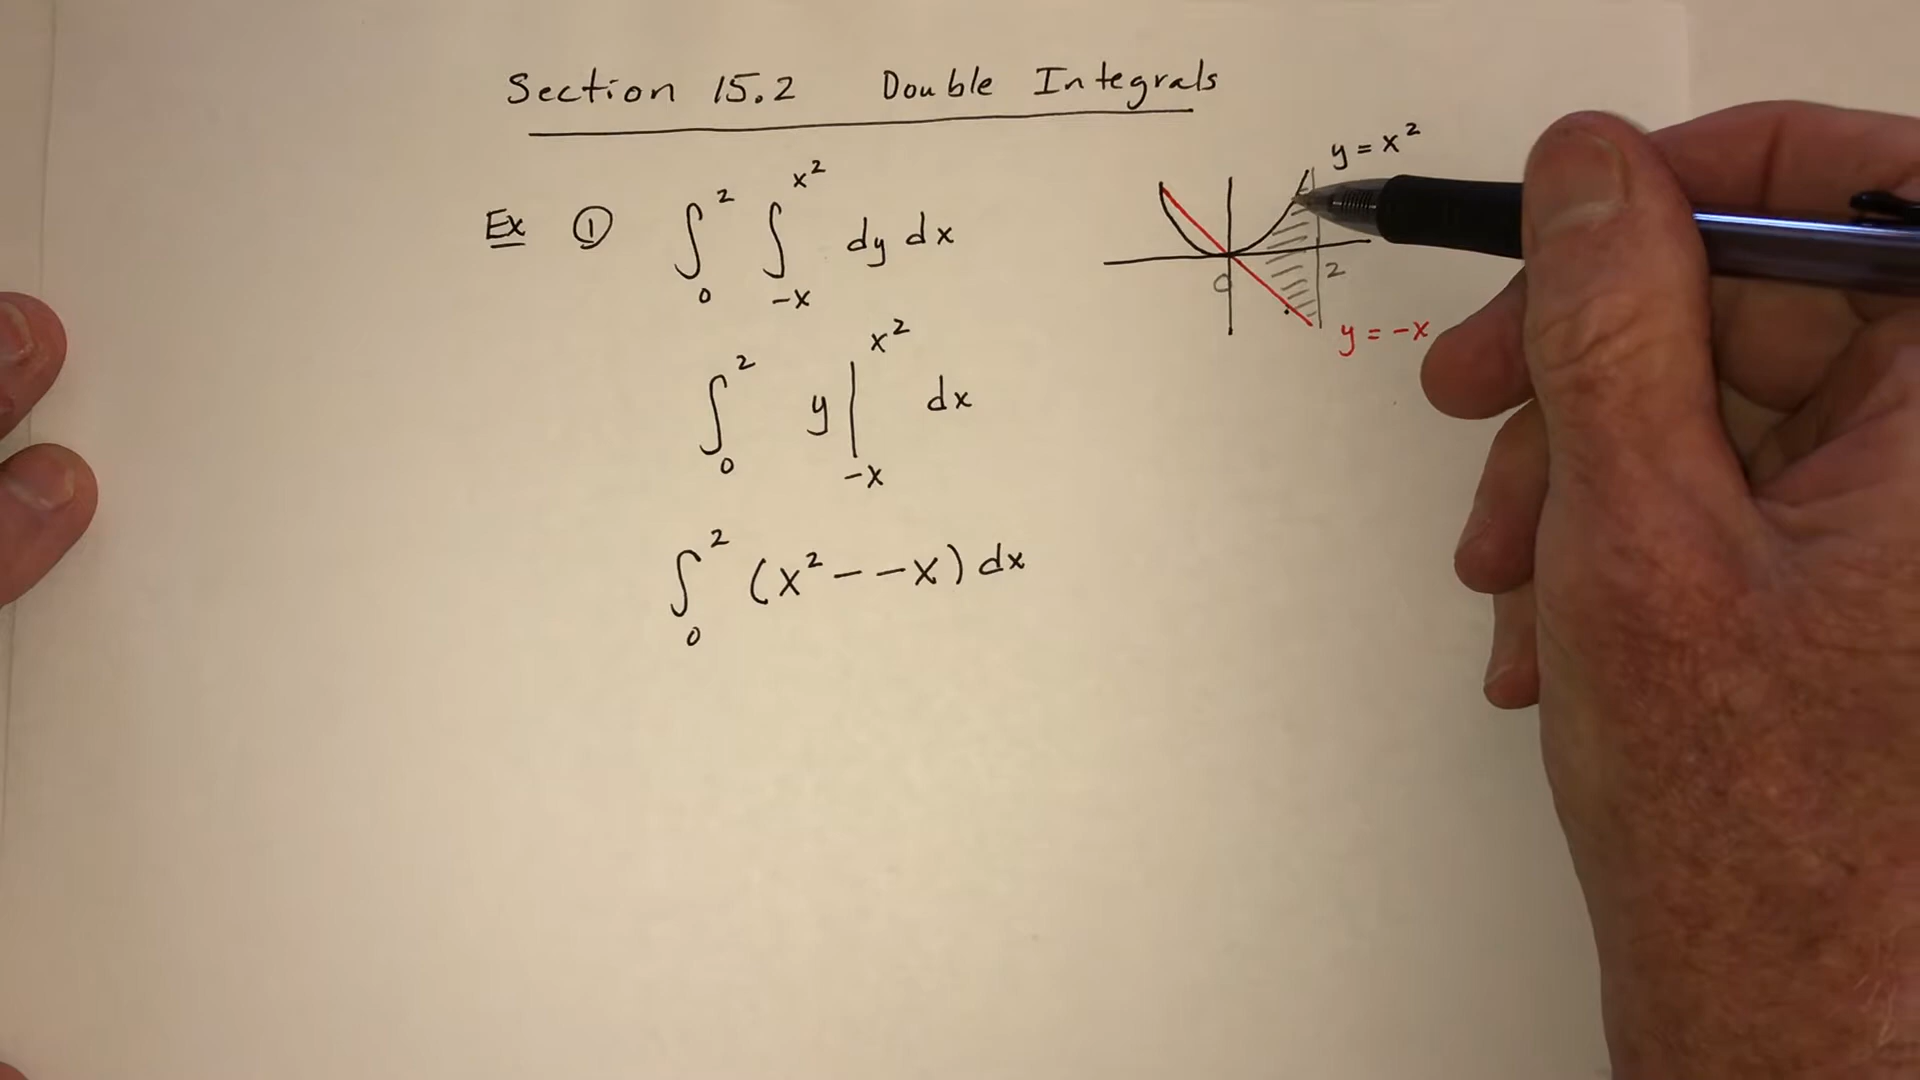 Section 15.2 Double Integrals
Ex ① ∫₀² ∫₋ₓ^x² dy dx
∫₀² y |₋ₓ^x² dx
∫₀² (x² - -x) dx
y = x²
0 2
y = -x